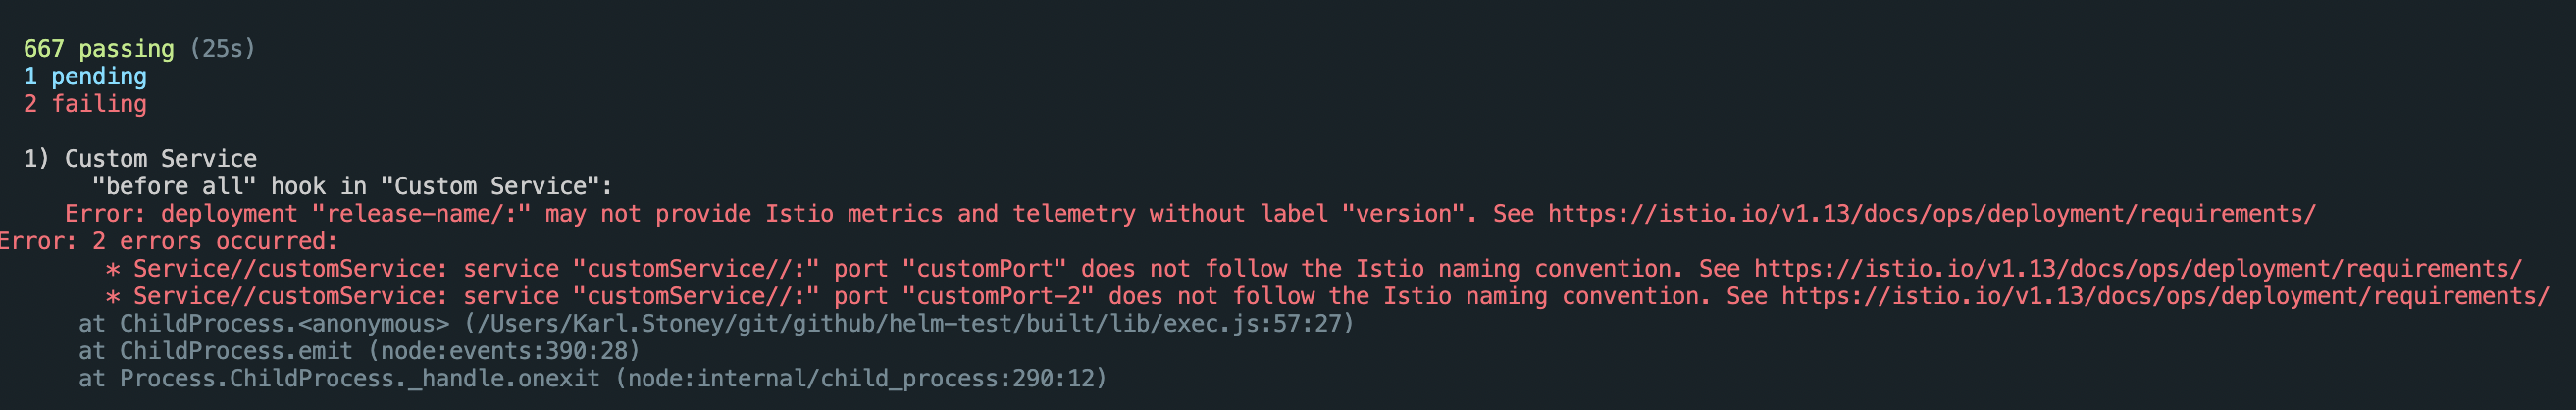 667 passing (25s)
1 pending
2 failing
1) Custom Service
"before all" hook in "Custom Service":
Error: deployment "release-name/:" may not provide Istio metrics and telemetry without label "version". See https://istio.io/v1.13/docs/ops/deployment/requirements/
Error: 2 errors occurred:
* Service//customService: service "customService//:" port "customPort" does not follow the Istio naming convention. See https://istio.io/v1.13/docs/ops/deployment/requirements/
* Service//customService: service "customService//:" port "customPort-2" does not follow the Istio naming convention. See https://istio.io/v1.13/docs/ops/deployment/requirements/
at ChildProcess.<anonymous> (/Users/Karl.Stoney/git/github/helm-test/built/lib/exec.js:57:27)
at ChildProcess.emit (node:events:390:28)
at Process.ChildProcess._handle.onexit (node:internal/child_process:290:12)